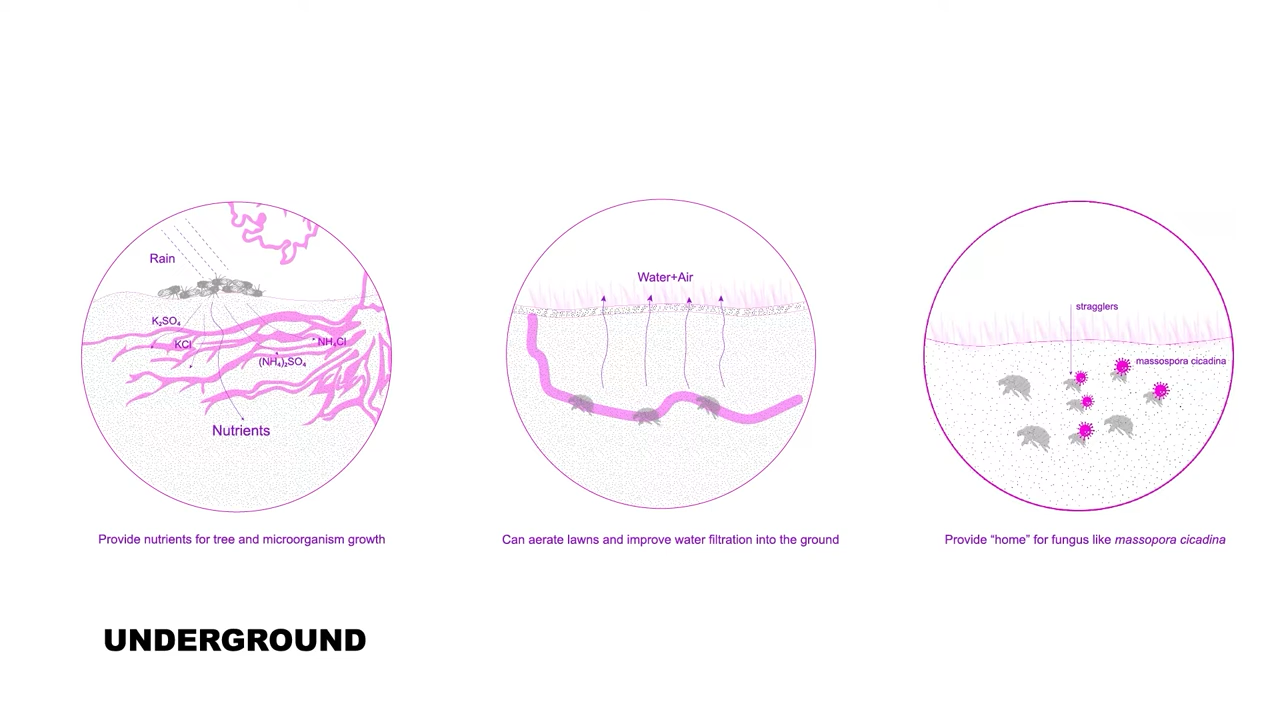 Rain
K₂SO₄
KCl
NH₄Cl
(NH₄)₂SO₄
Nutrients
Provide nutrients for tree and microorganism growth
Water+Air
Can aerate lawns and improve water filtration into the ground
stragglers
massospora cicadina
Provide “home” for fungus like massopora cicadina
UNDERGROUND